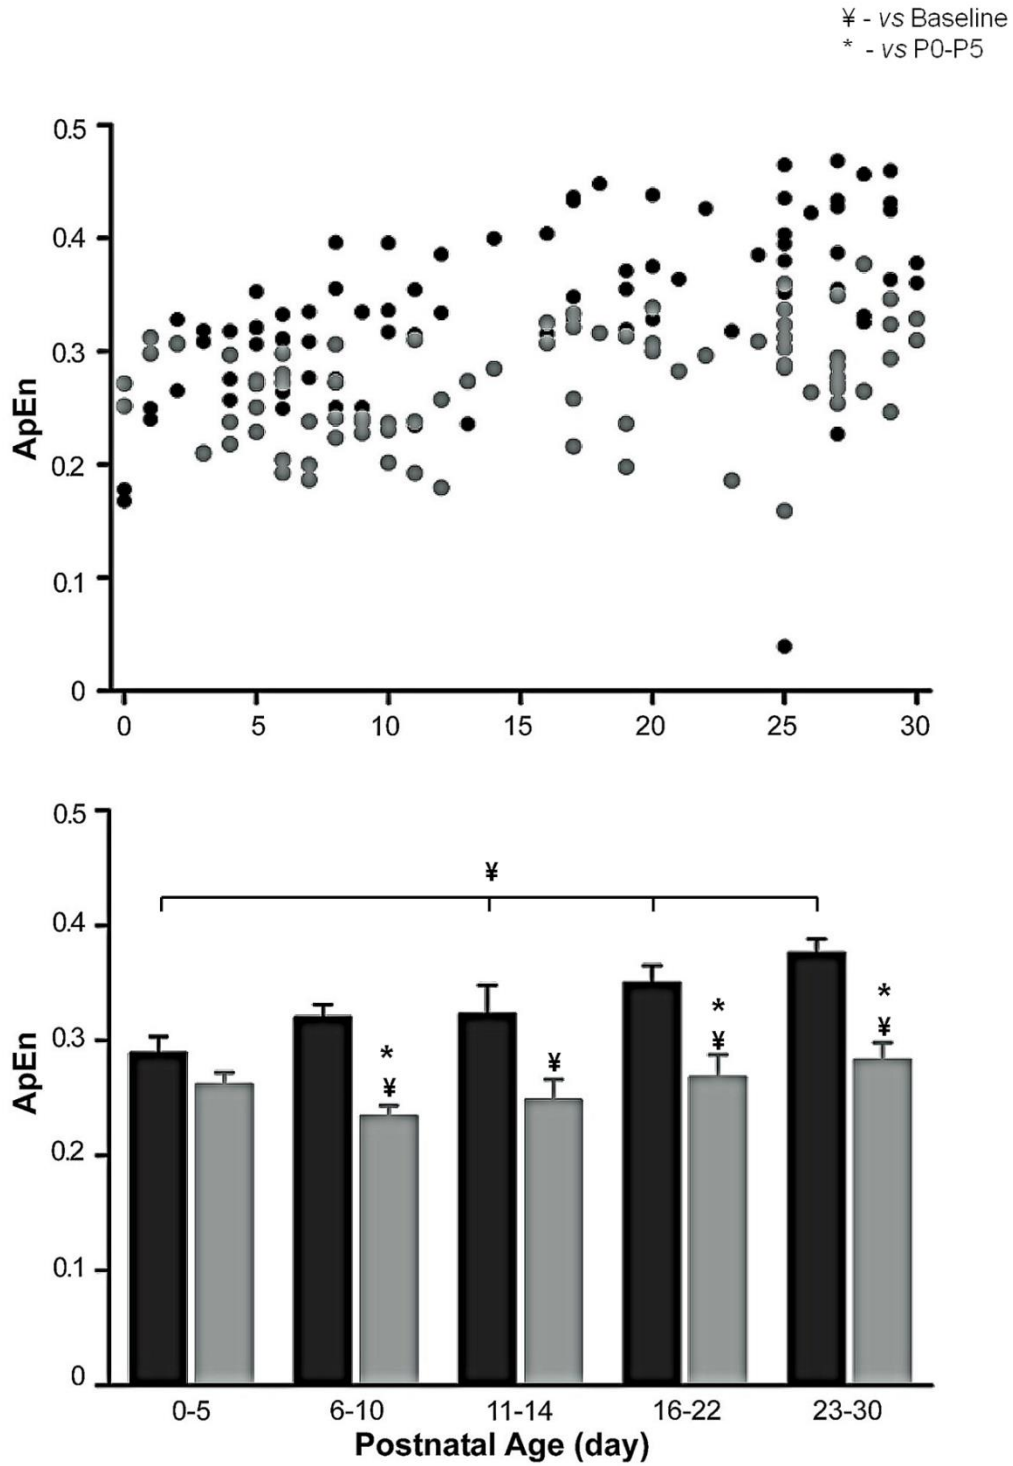 ¥ - vs Baseline
* - vs P0-P5
0.5
0.4
0.3
0.2
0.1
0
ApEn
0 5 10 15 20 25 30
0.5
0.4
0.3
0.2
0.1
0
ApEn
¥
*
¥
¥
*
¥
*
¥
0-5 6-10 11-14 16-22 23-30
Postnatal Age (day)